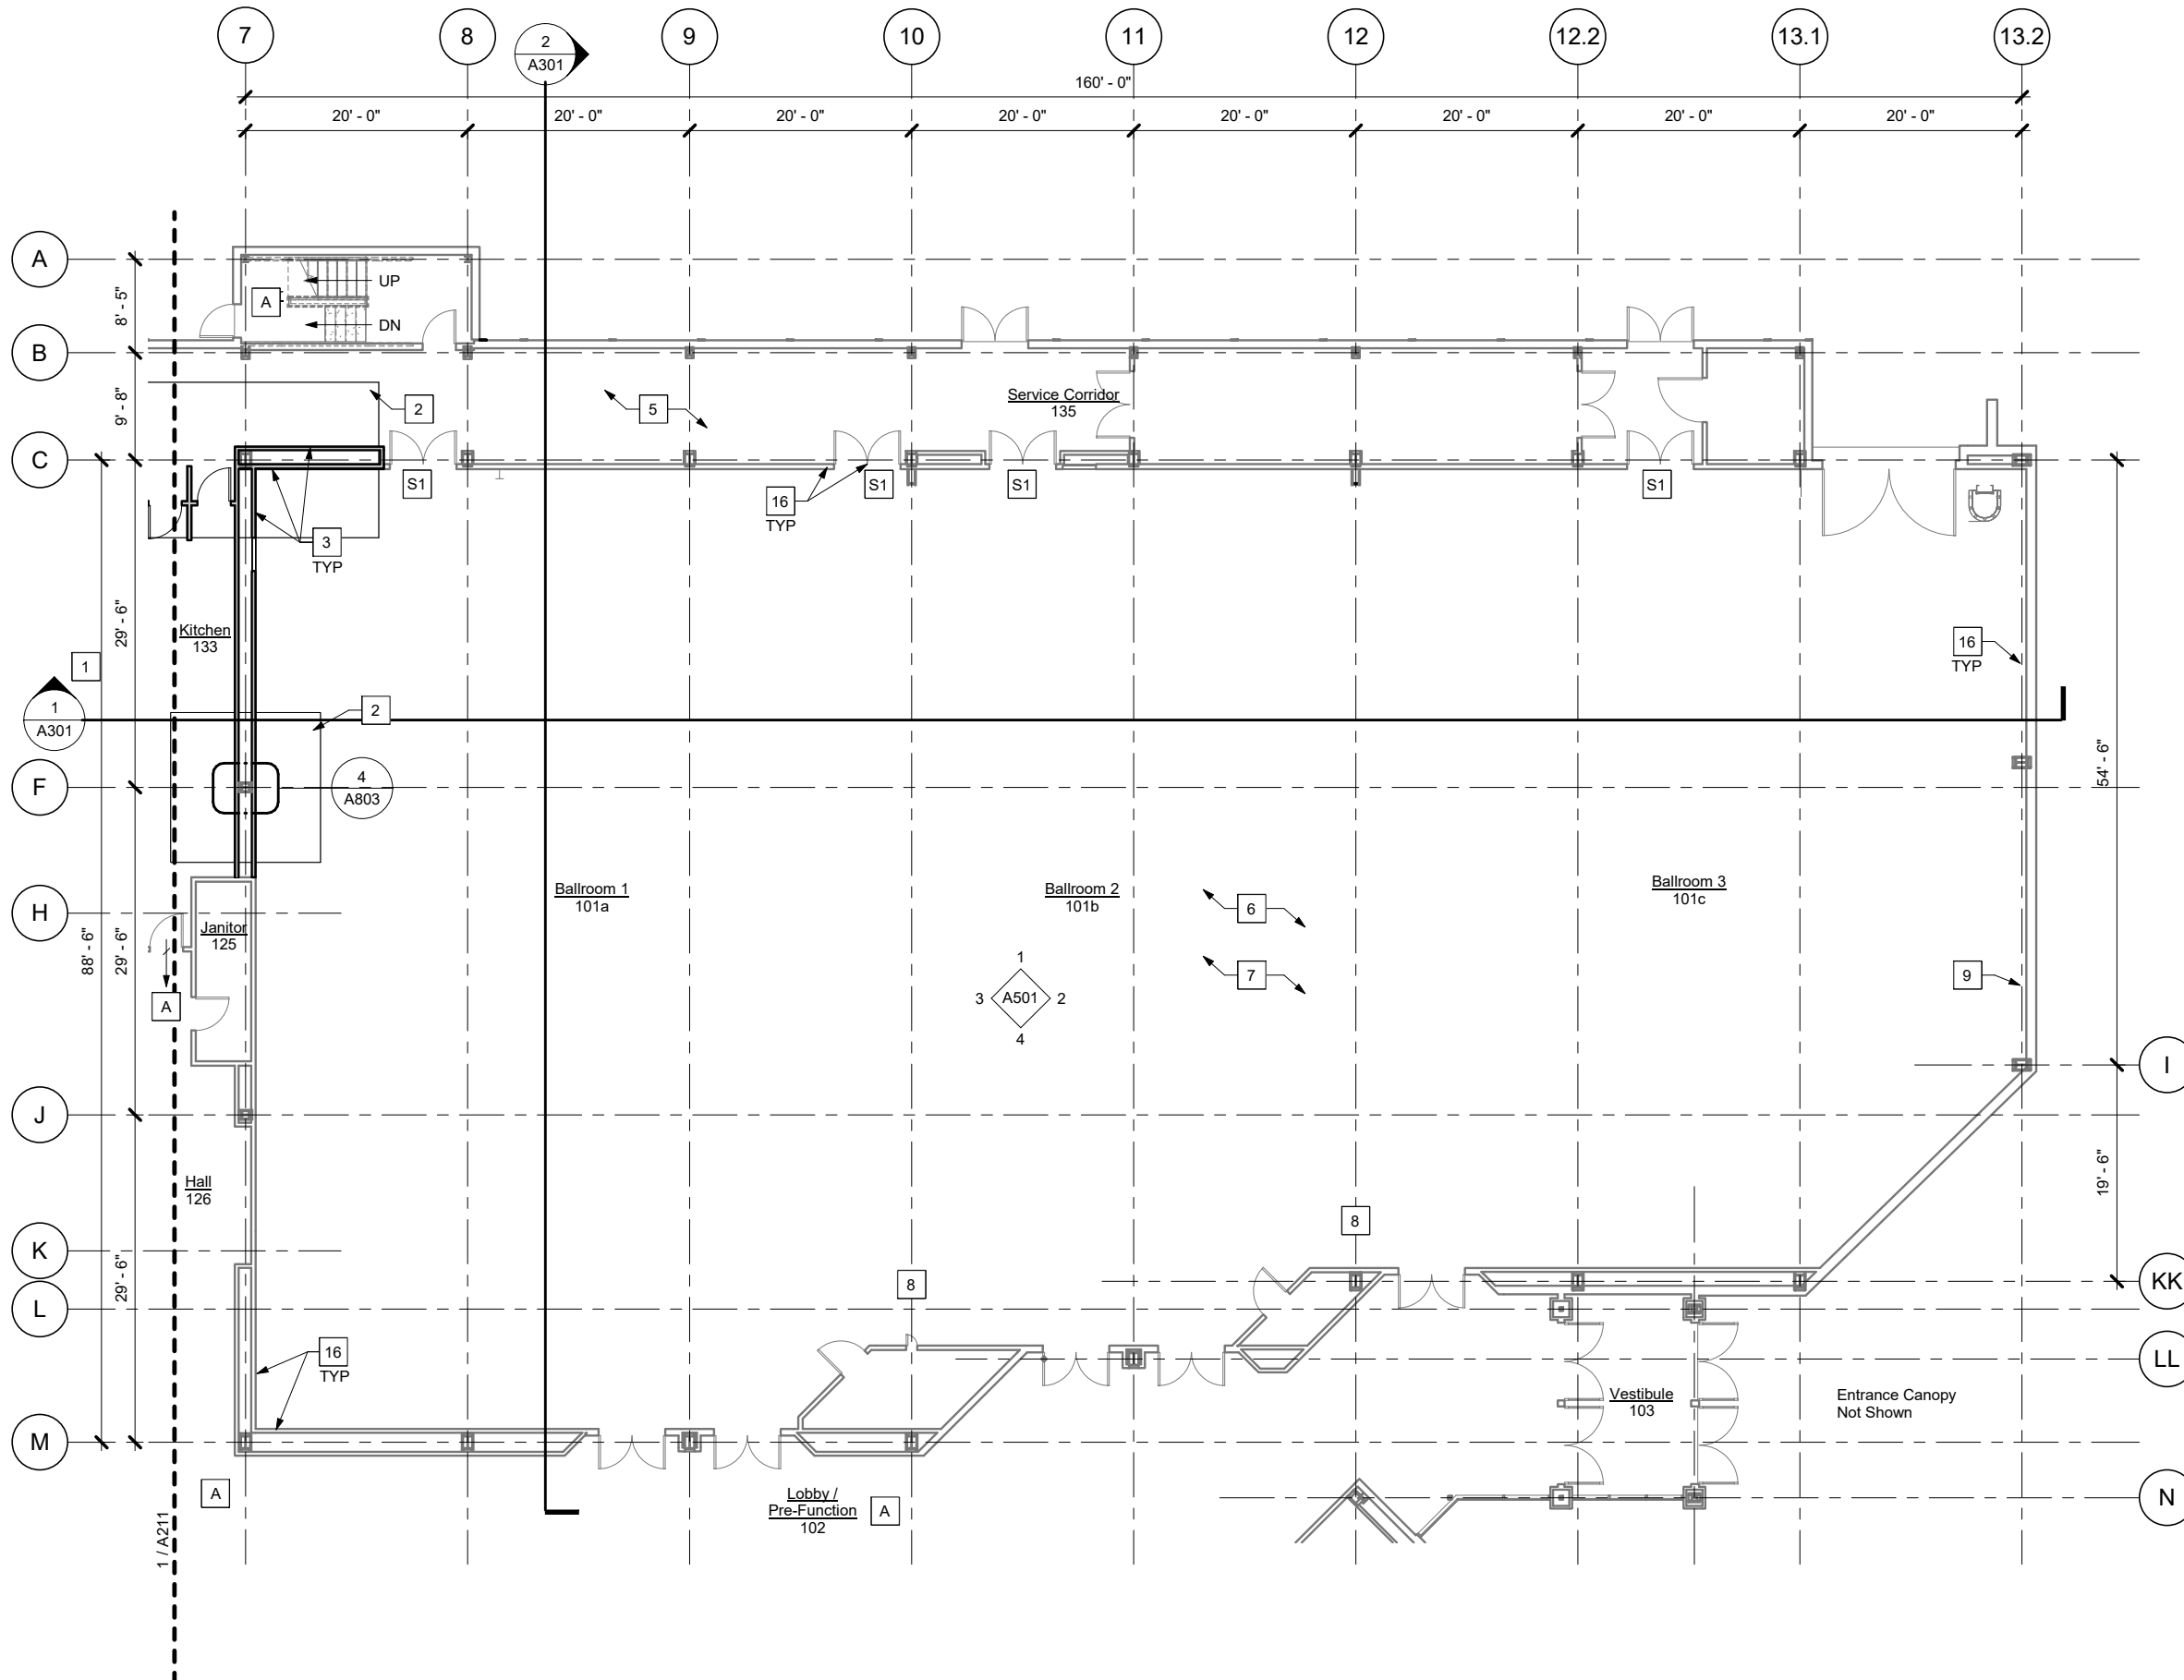 7
8
2
A301
9
10
11
12
12.2
13.1
13.2
160' - 0"
20' - 0"
20' - 0"
20' - 0"
20' - 0"
20' - 0"
20' - 0"
20' - 0"
20' - 0"
A
8' - 5"
A
UP
DN
B
9' - 8"
2
5
Service Corridor
135
C
S1
16
TYP
S1
S1
S1
3
TYP
29' - 6"
Kitchen
133
1
16
TYP
1
A301
2
F
4
A803
54' - 6"
H
Janitor
125
Ballroom 1
101a
Ballroom 2
101b
6
Ballroom 3
101c
88' - 6"
29' - 6"
A
1
3
A501
2
4
7
9
I
J
Hall
126
19' - 6"
K
8
8
KK
29' - 6"
L
16
TYP
LL
Vestibule
103
Entrance Canopy
Not Shown
M
A
Lobby /
Pre-Function
102
A
N
1 / A211